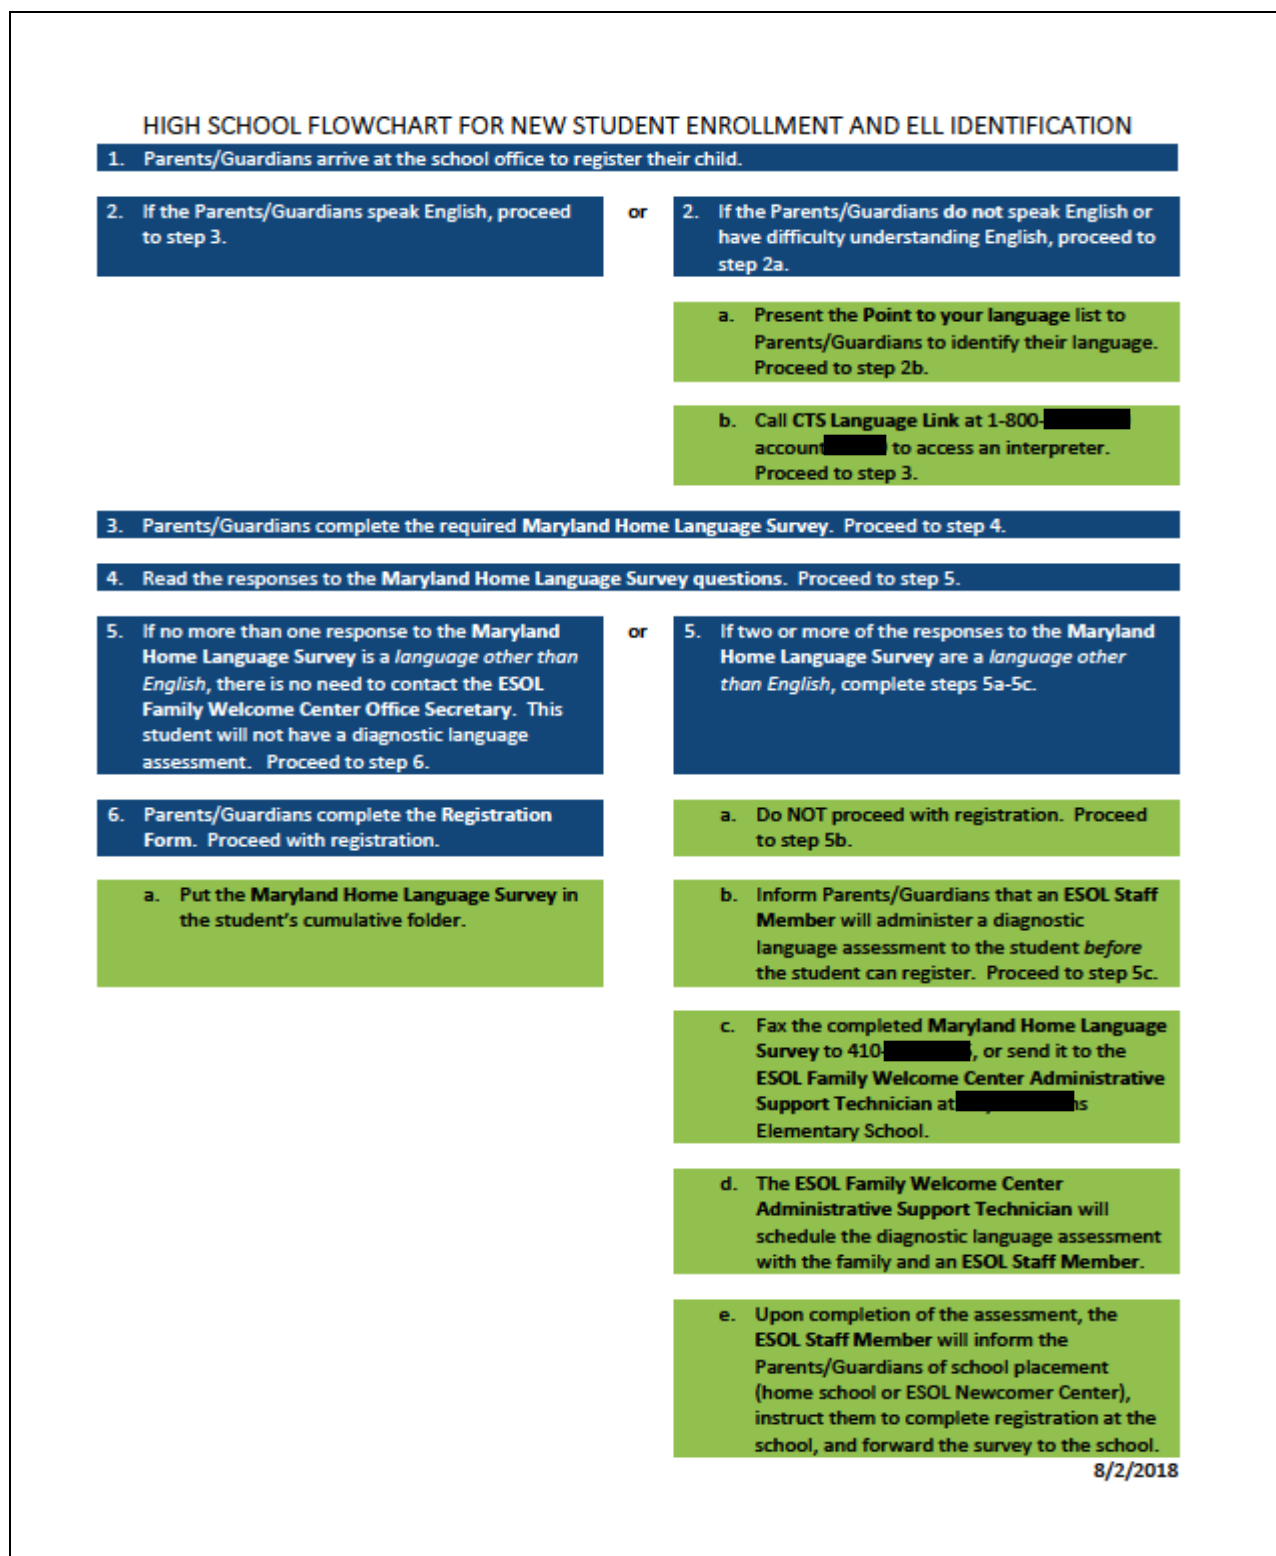 HIGH SCHOOL FLOWCHART FOR NEW STUDENT ENROLLMENT AND ELL IDENTIFICATION
1. Parents/Guardians arrive at the school office to register their child.
2. If the Parents/Guardians speak English, proceed
to step 3.
or
2. If the Parents/Guardians do not speak English or
have difficulty understanding English, proceed to
step 2a.
a. Present the Point to your language list to
Parents/Guardians to identify their language.
Proceed to step 2b.
b. Call CTS Language Link at 1-800-
account to access an interpreter.
Proceed to step 3.
3. Parents/Guardians complete the required Maryland Home Language Survey. Proceed to step 4.
4. Read the responses to the Maryland Home Language Survey questions. Proceed to step 5.
5. If no more than one response to the Maryland
Home Language Survey is a language other than
English, there is no need to contact the ESOL
Family Welcome Center Office Secretary. This
student will not have a diagnostic language
assessment. Proceed to step 6.
or
5. If two or more of the responses to the Maryland
Home Language Survey are a language other
than English, complete steps 5a-5c.
6. Parents/Guardians complete the Registration
Form. Proceed with registration.
a. Put the Maryland Home Language Survey in
the student's cumulative folder.
a. Do NOT proceed with registration. Proceed
to step 5b.
b. Inform Parents/Guardians that an ESOL Staff
Member will administer a diagnostic
language assessment to the student before
the student can register. Proceed to step 5c.
c. Fax the completed Maryland Home Language
Survey to 410- , or send it to the
ESOL Family Welcome Center Administrative
Support Technician at
Elementary School.
d. The ESOL Family Welcome Center
Administrative Support Technician will
schedule the diagnostic language assessment
with the family and an ESOL Staff Member.
e. Upon completion of the assessment, the
ESOL Staff Member will inform the
Parents/Guardians of school placement
(home school or ESOL Newcomer Center),
instruct them to complete registration at the
school, and forward the survey to the school.
8/2/2018